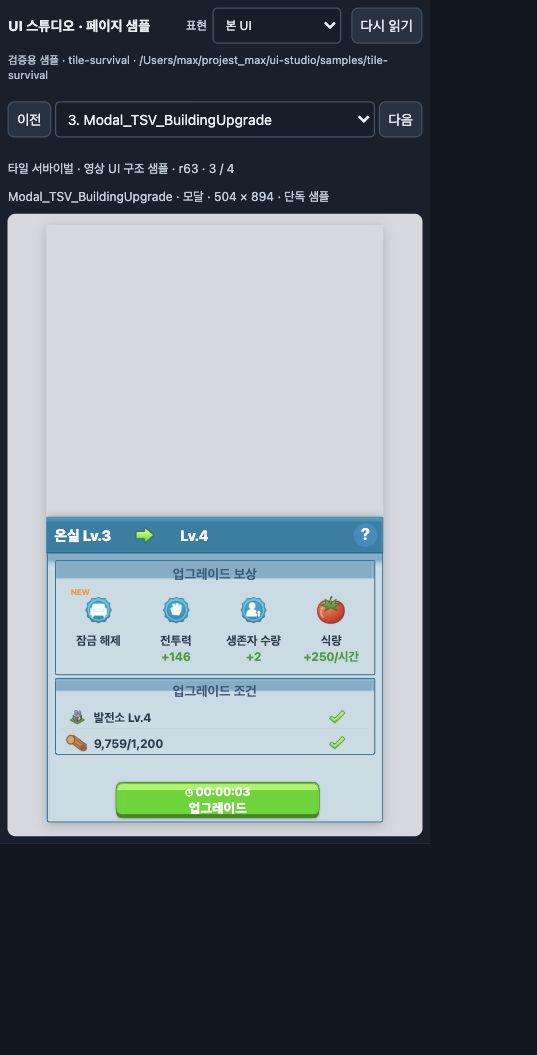 UI 스튜디오 · 페이지 샘플
표현
본 UI
다시 읽기
검증용 샘플 · tile-survival · /Users/max/projest_max/ui-studio/samples/tile-
survival
이전
3. Modal_TSV_BuildingUpgrade
다음
타일 서바이벌 · 영상 UI 구조 샘플 · r63 · 3 / 4
Modal_TSV_BuildingUpgrade · 모달 · 504 × 894 · 단독 샘플
온실 Lv.3
Lv.4
?
업그레이드 보상
NEW
잠금 해제
전투력
생존자 수량
식량
+146
+2
+250/시간
업그레이드 조건
발전소 Lv.4
9,759/1,200
00:00:03
업그레이드